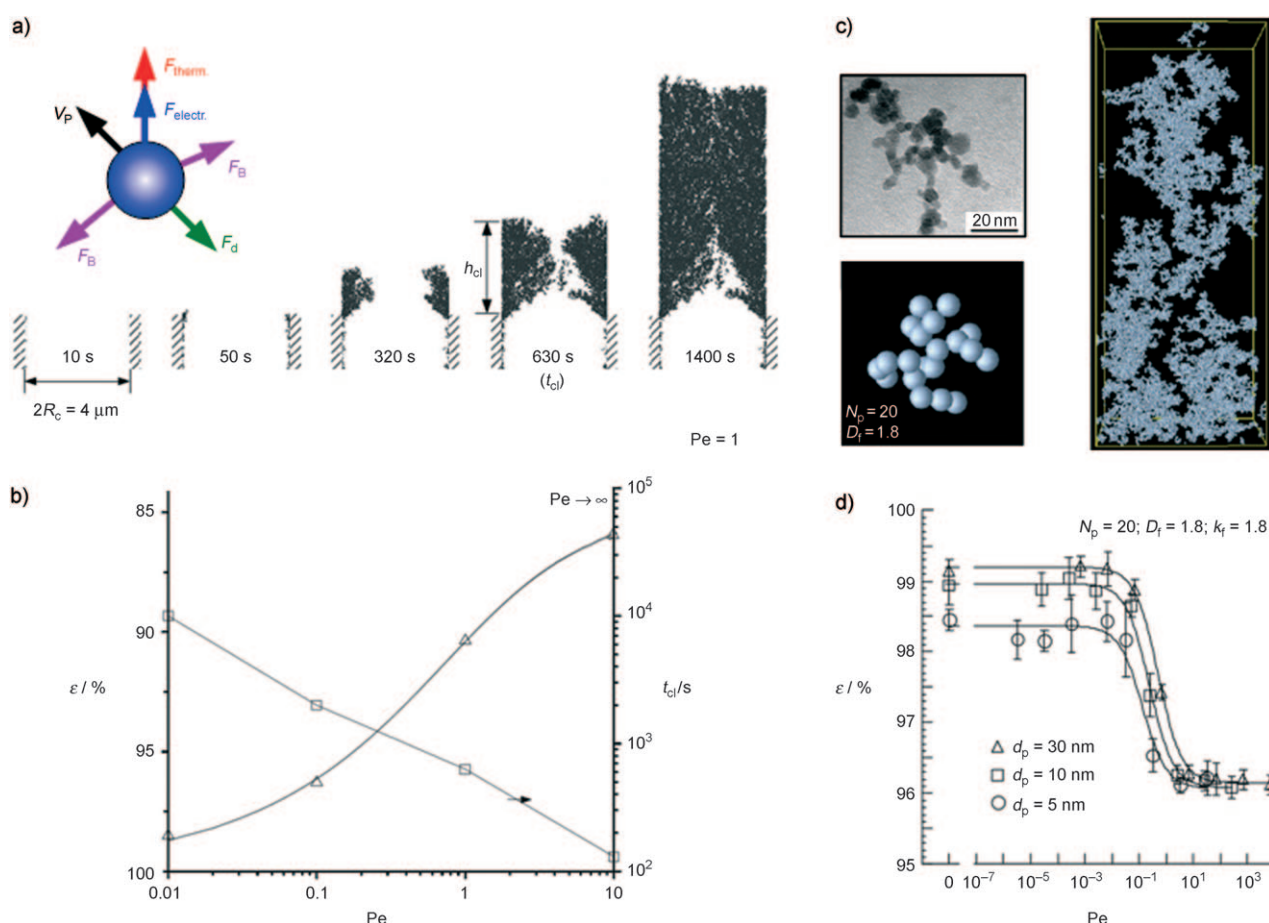 a)
F_therm.
F_electr.
V_P
F_B
F_B
F_d
h_cl
10 s
50 s
320 s
630 s
1400 s
(t_cl)
2R_c = 4 μm
Pe = 1
b)
Pe → ∞
85
90
95
100
ε / %
10^5
10^4
10^3
10^2
t_cl/s
0.01
0.1
1
10
Pe
c)
20 nm
N_p = 20
D_f = 1.8
d)
N_p = 20; D_f = 1.8; k_f = 1.8
100
99
98
97
96
95
ε / %
d_p = 30 nm
d_p = 10 nm
d_p = 5 nm
0
10^−7
10^−5
10^−3
10^−1
10^1
10^3
Pe